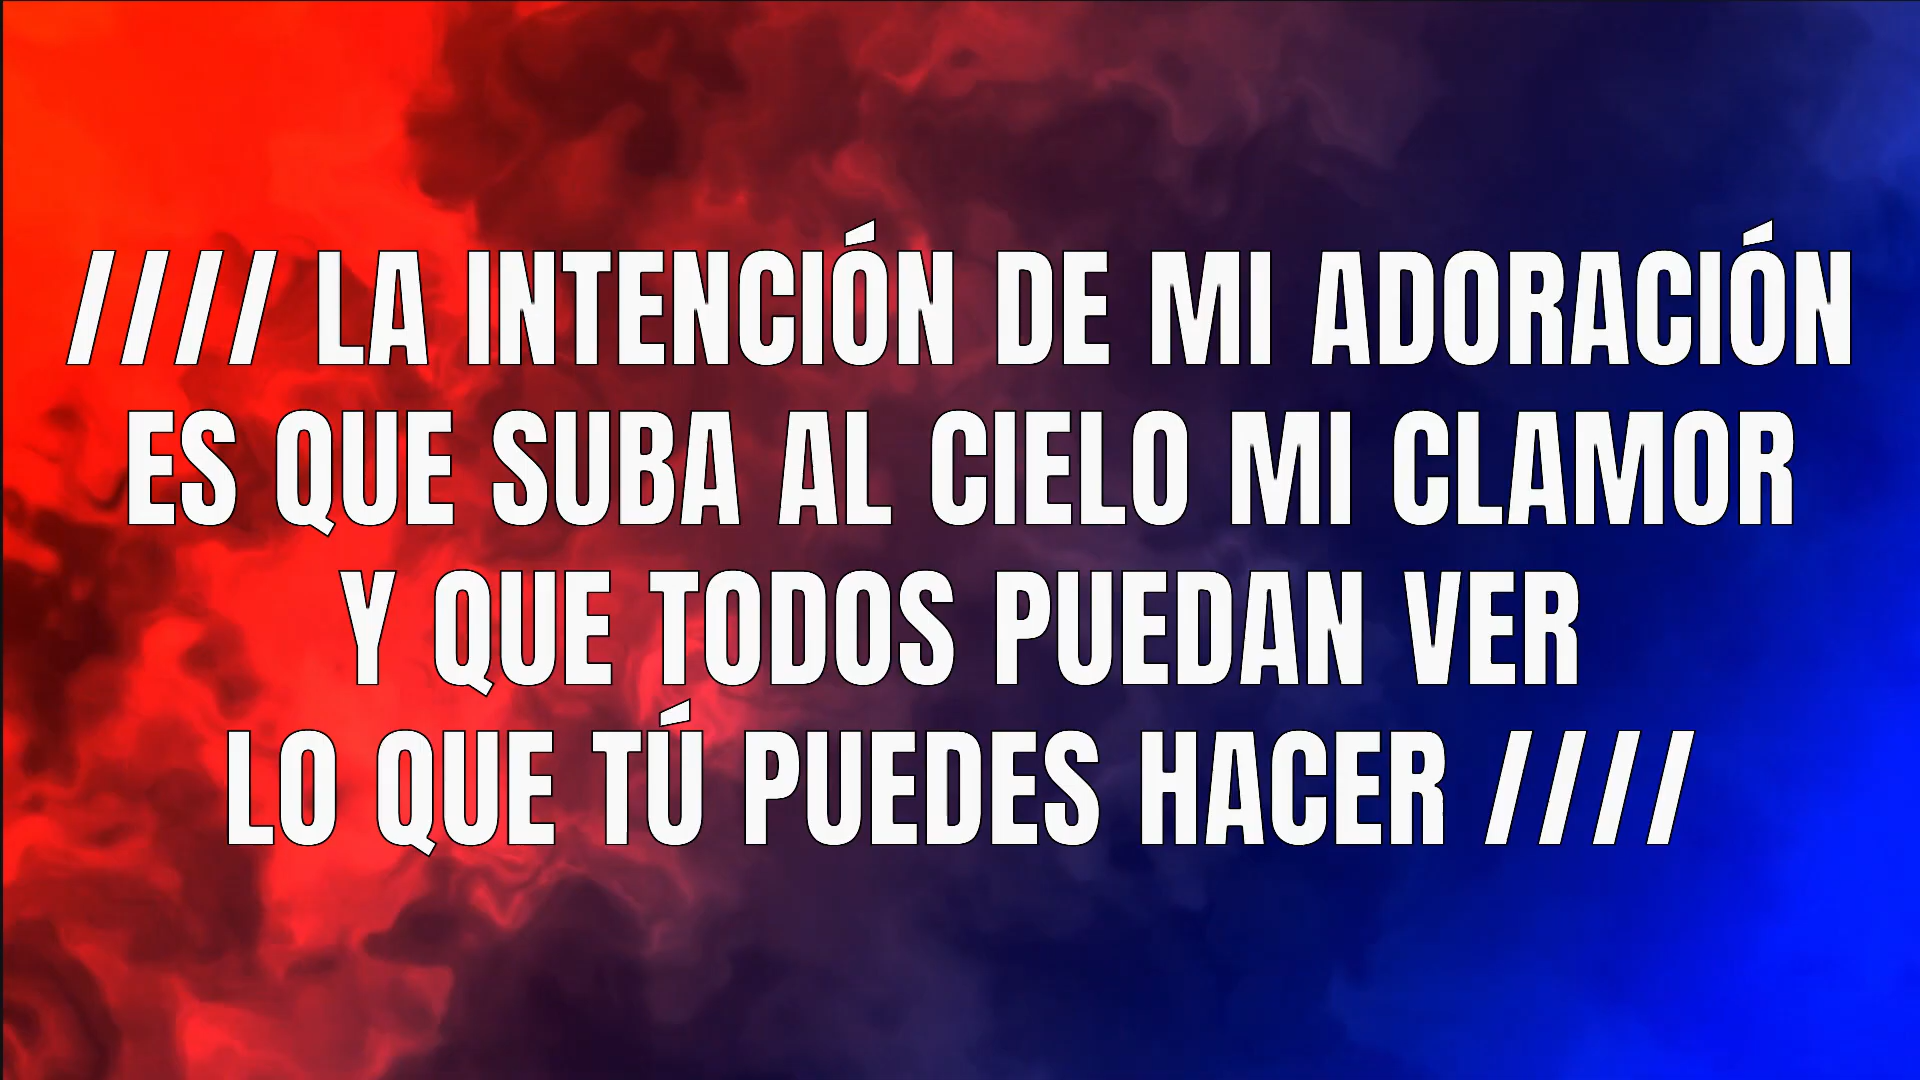 //// LA INTENCIÓN DE MI ADORACIÓN
ES QUE SUBA AL CIELO MI CLAMOR
Y QUE TODOS PUEDAN VER
LO QUE TÚ PUEDES HACER ////